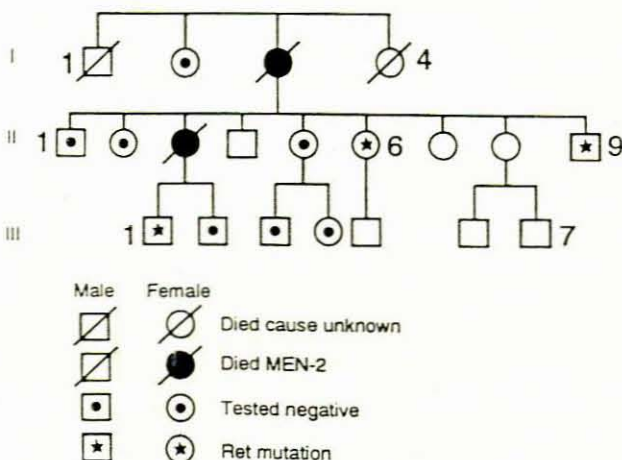 I 1 4
II 1 6 9
III 1 7
Male Female
Died cause unknown
Died MEN-2
Tested negative
Ret mutation